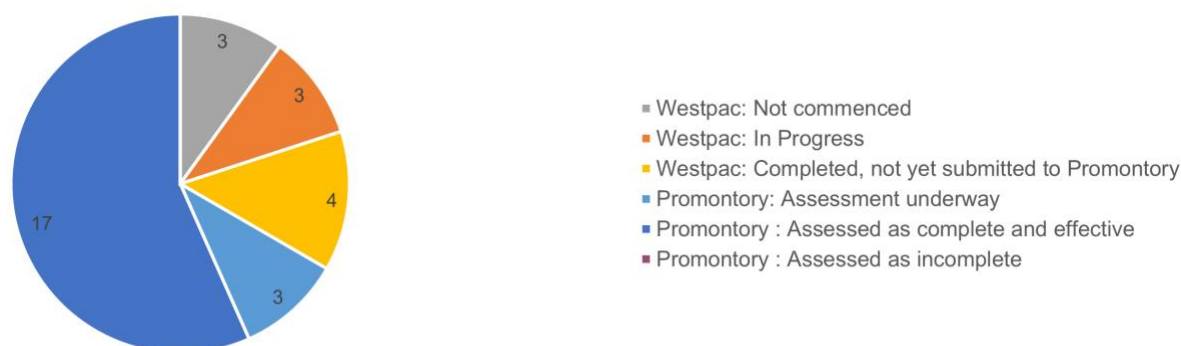 3
3
4
3
17
Westpac: Not commenced
Westpac: In Progress
Westpac: Completed, not yet submitted to Promontory
Promontory: Assessment underway
Promontory : Assessed as complete and effective
Promontory : Assessed as incomplete